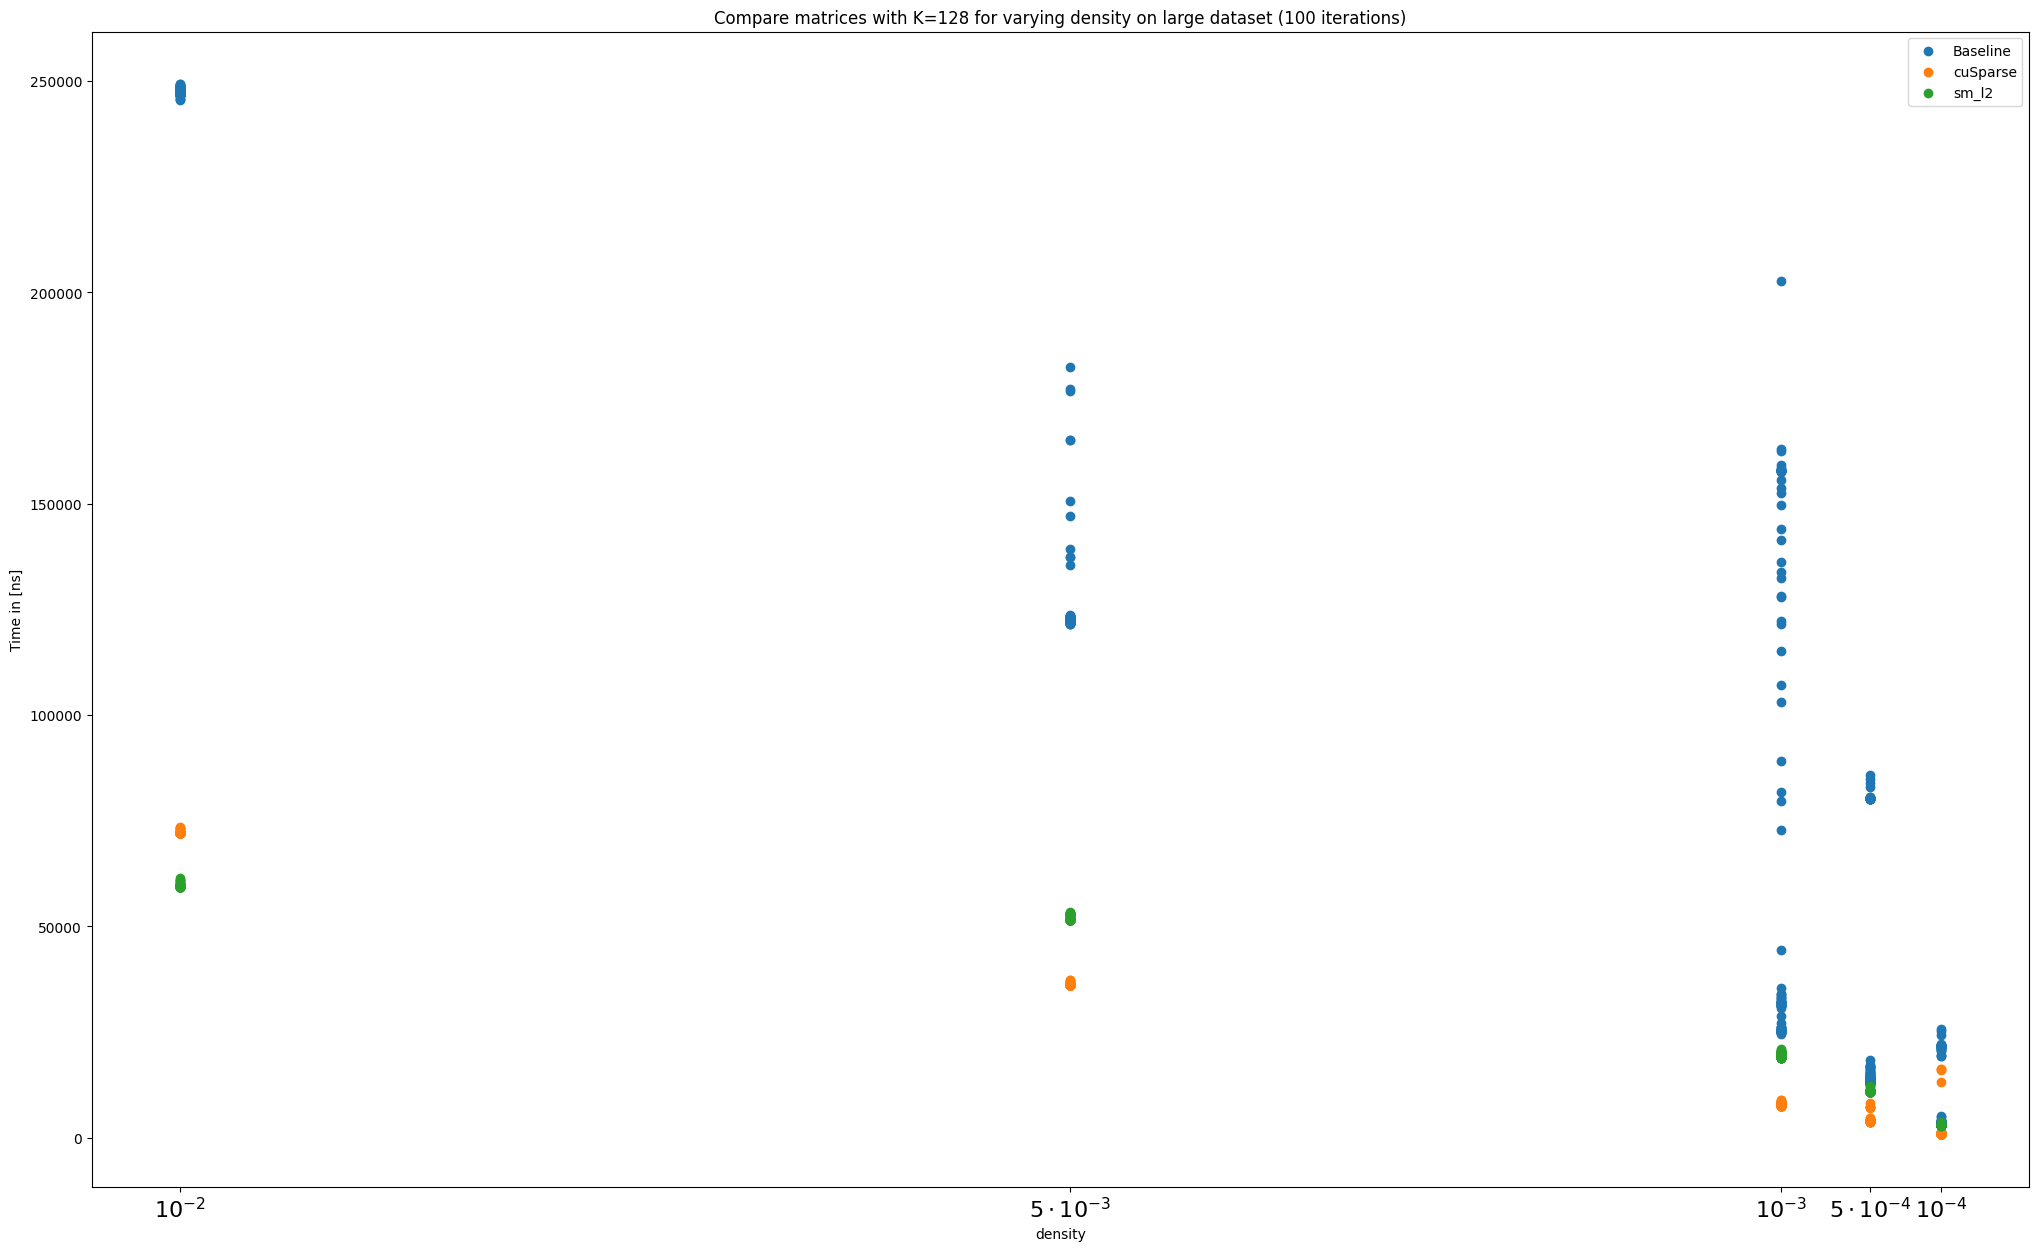 Compare matrices with K=128 for varying density on large dataset (100 iterations)
Baseline
cuSparse
sm_l2
250000
200000
150000
100000
50000
0
Time in [ns]
10⁻² 5 · 10⁻³ 10⁻³ 5 · 10⁻⁴ 10⁻⁴
density